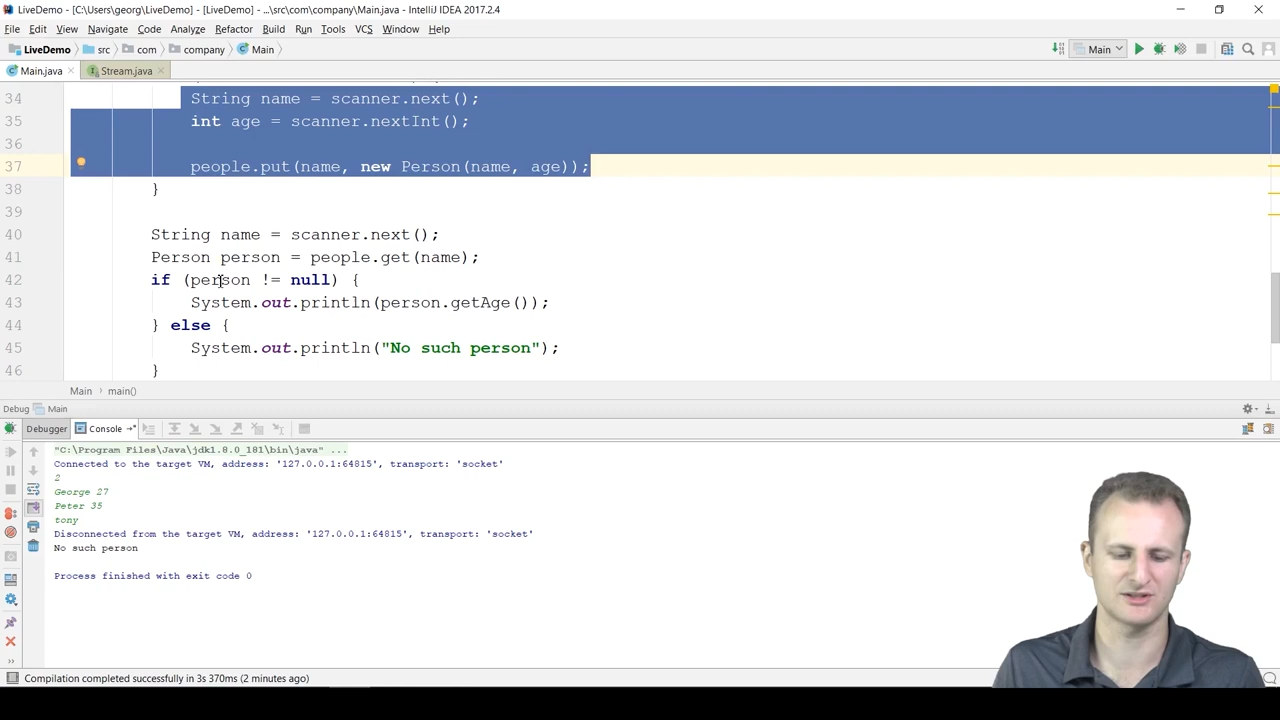 LiveDemo - [C:\Users\georg\LiveDemo] - [LiveDemo] - ...\src\com\company\Main.java - IntelliJ IDEA 2017.2.4
File Edit View Navigate Code Analyze Refactor Build Run Tools VCS Window Help
LiveDemo src com company Main Main
Main.java Stream.java
34 String name = scanner.next();
35 int age = scanner.nextInt();
36
37 people.put(name, new Person(name, age));
38 }
39
40 String name = scanner.next();
41 Person person = people.get(name);
42 if (person != null) {
43 System.out.println(person.getAge());
44 } else {
45 System.out.println("No such person");
46 }
Main main()
Debug Main
Debugger Console
"C:\Program Files\Java\jdk1.8.0_181\bin\java" ...
Connected to the target VM, address: '127.0.0.1:64815', transport: 'socket'
2
George 27
Peter 35
tony
Disconnected from the target VM, address: '127.0.0.1:64815', transport: 'socket'
No such person
Process finished with exit code 0
Compilation completed successfully in 3s 370ms (2 minutes ago)